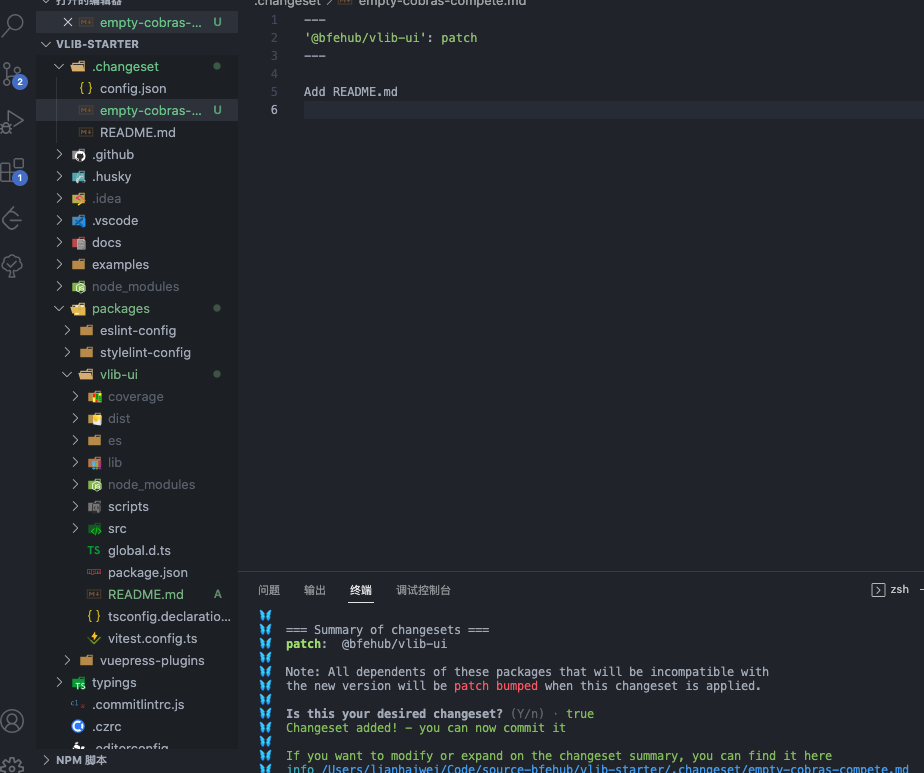 打开的编辑器
empty-cobras-... U
VLIB-STARTER
.changeset
{} config.json
empty-cobras-... U
README.md
.github
.husky
.idea
.vscode
docs
examples
node_modules
packages
eslint-config
stylelint-config
vlib-ui
coverage
dist
es
lib
node_modules
scripts
src
TS global.d.ts
package.json
README.md A
{} tsconfig.declaratio...
vitest.config.ts
vuepress-plugins
typings
.commitlintrc.js
.czrc
.editorconfig
NPM 脚本
2
1
.changeset > empty-cobras-compete.md
1 ---
2 '@bfehub/vlib-ui': patch
3 ---
4
5 Add README.md
6
问题 输出 终端 调试控制台 zsh
=== Summary of changesets ===
patch: @bfehub/vlib-ui
Note: All dependents of these packages that will be incompatible with
the new version will be patch bumped when this changeset is applied.
Is this your desired changeset? (Y/n) · true
Changeset added! - you can now commit it
If you want to modify or expand on the changeset summary, you can find it here
info /Users/lianhaiwei/Code/source-bfehub/vlib-starter/.changeset/empty-cobras-compete.md